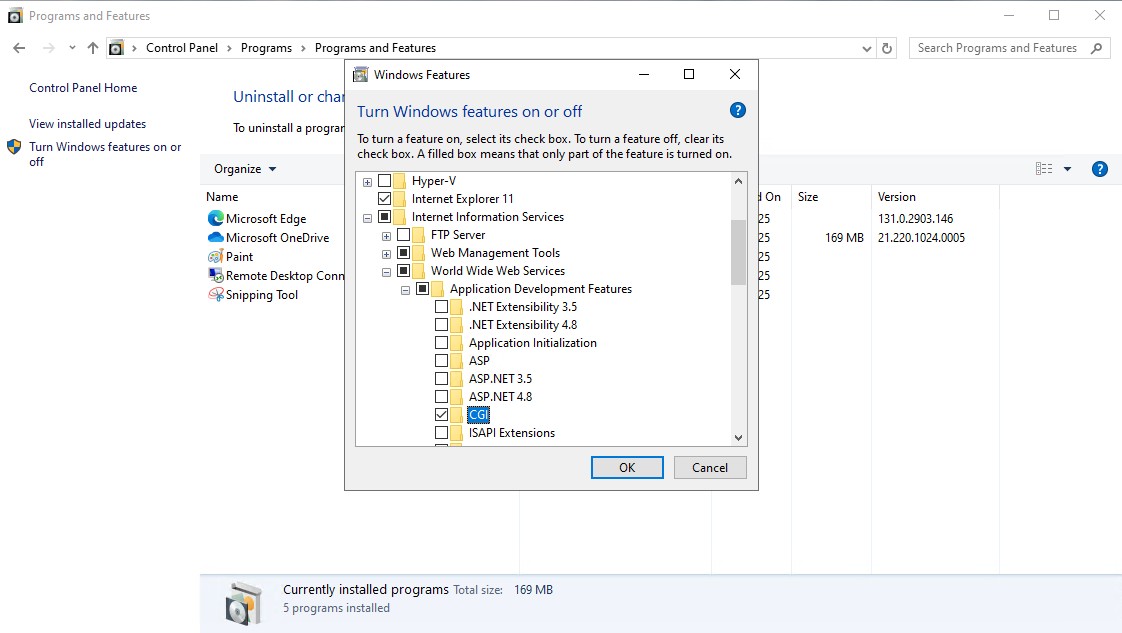 Programs and Features
Control Panel > Programs > Programs and Features
Search Programs and Features
Control Panel Home
View installed updates
Turn Windows features on or
off
Uninstall or
To uninstall a
Organize
Name d On Size Version
Microsoft Edge 25 131.0.2903.146
Microsoft OneDrive 25 169 MB 21.220.1024.0005
Paint 25
Remote Desktop Conn 25
Snipping Tool 25
Windows Features
Turn Windows features on or off
?
To turn a feature on, select its check box. To turn a feature off, clear its
check box. A filled box means that only part of the feature is turned on.
Hyper-V
Internet Explorer 11
Internet Information Services
FTP Server
Web Management Tools
World Wide Web Services
Application Development Features
.NET Extensibility 3.5
.NET Extensibility 4.8
Application Initialization
ASP
ASP.NET 3.5
ASP.NET 4.8
CGI
ISAPI Extensions
OK Cancel
?
Currently installed programs Total size: 169 MB
5 programs installed